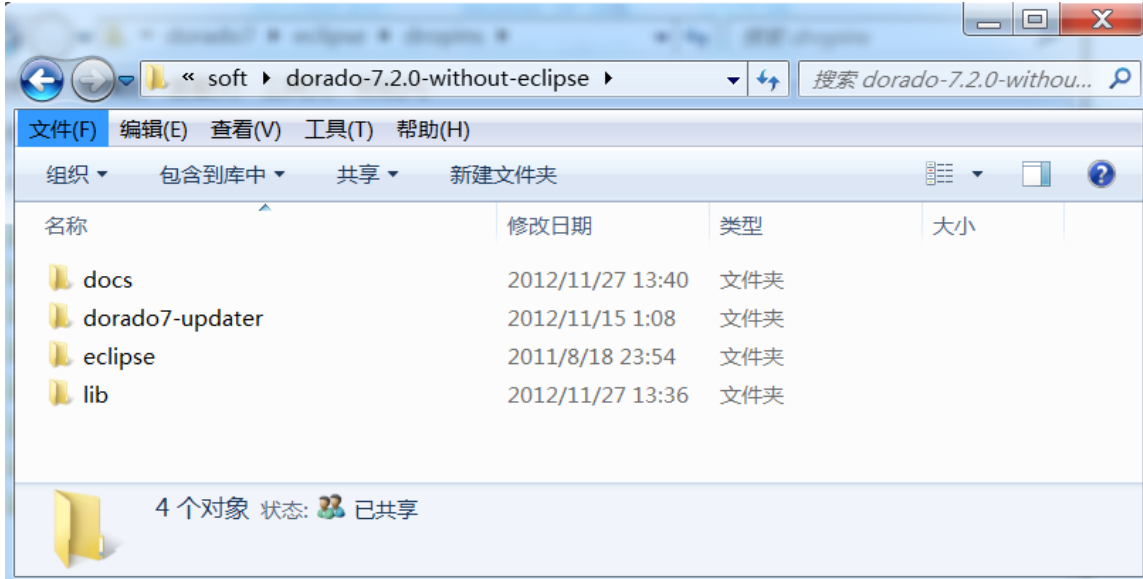 « soft ▸ dorado-7.2.0-without-eclipse ▸ 搜索 dorado-7.2.0-withou...
文件(F) 编辑(E) 查看(V) 工具(T) 帮助(H)
组织 包含到库中 共享 新建文件夹
名称 修改日期 类型 大小
docs 2012/11/27 13:40 文件夹
dorado7-updater 2012/11/15 1:08 文件夹
eclipse 2011/8/18 23:54 文件夹
lib 2012/11/27 13:36 文件夹
4 个对象 状态: 已共享